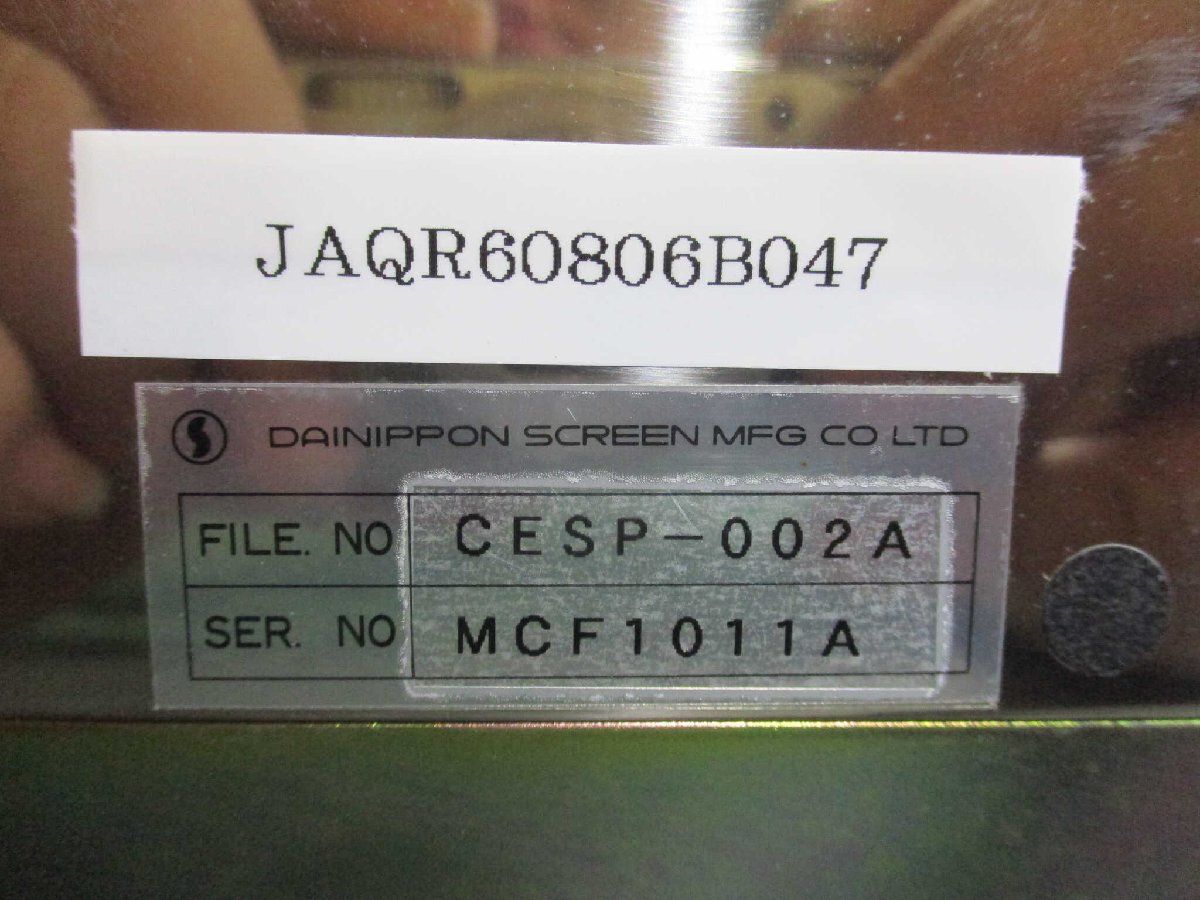 JAQR60806B047
DAINIPPON SCREEN MFG CO LTD
FILE. NO CESP-002A
SER. NO MCF1011A